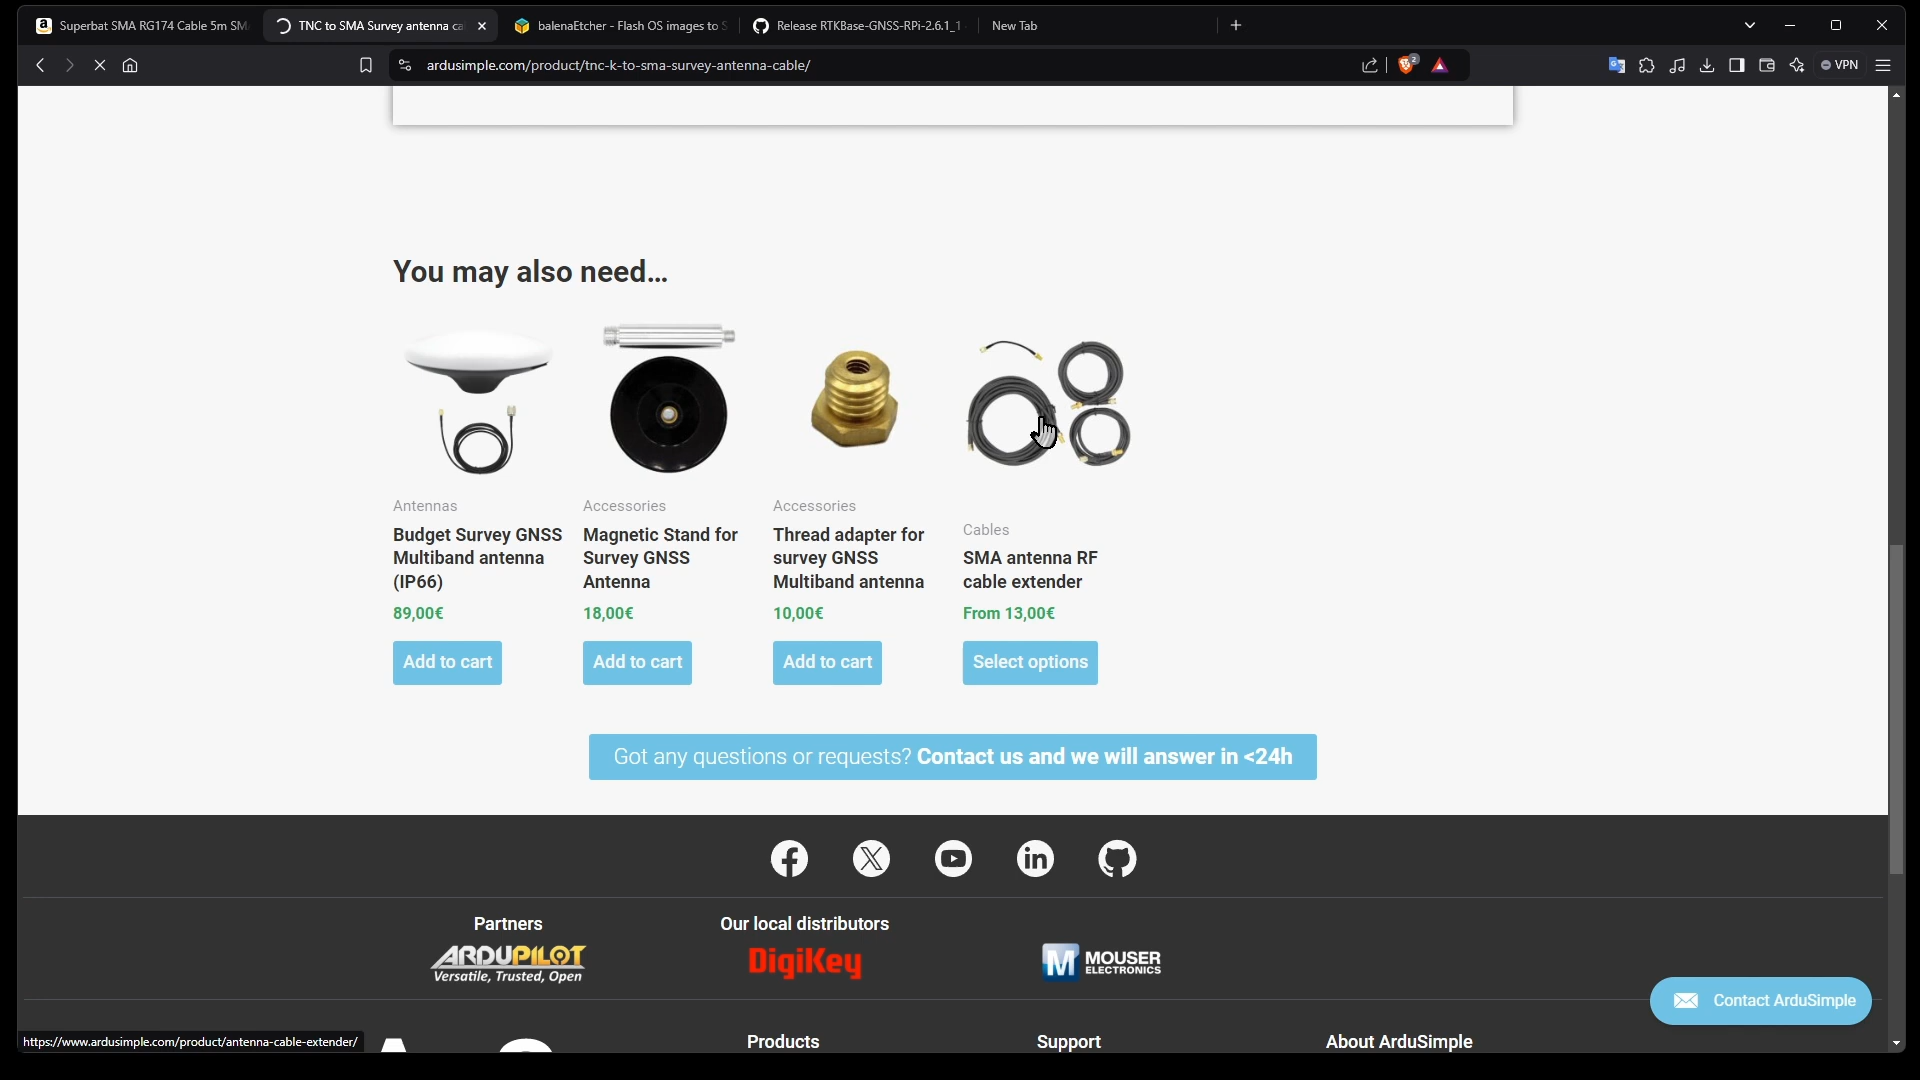 Superbat SMA RG174 Cable 5m SM
TNC to SMA Survey antenna ca
balenaEtcher - Flash OS images to S
Release RTKBase-GNSS-RPi-2.6.1_1
New Tab
ardusimple.com/product/tnc-k-to-sma-survey-antenna-cable/
2
VPN
You may also need...
Antennas
Budget Survey GNSS
Multiband antenna
(IP66)
89,00€
Add to cart
Accessories
Magnetic Stand for
Survey GNSS
Antenna
18,00€
Add to cart
Accessories
Thread adapter for
survey GNSS
Multiband antenna
10,00€
Add to cart
Cables
SMA antenna RF
cable extender
From 13,00€
Select options
Got any questions or requests? Contact us and we will answer in <24h
Partners
ARDUPILOT
Versatile, Trusted, Open
Our local distributors
DigiKey
M MOUSER
ELECTRONICS
Contact ArduSimple
https://www.ardusimple.com/product/antenna-cable-extender/
Products
Support
About ArduSimple